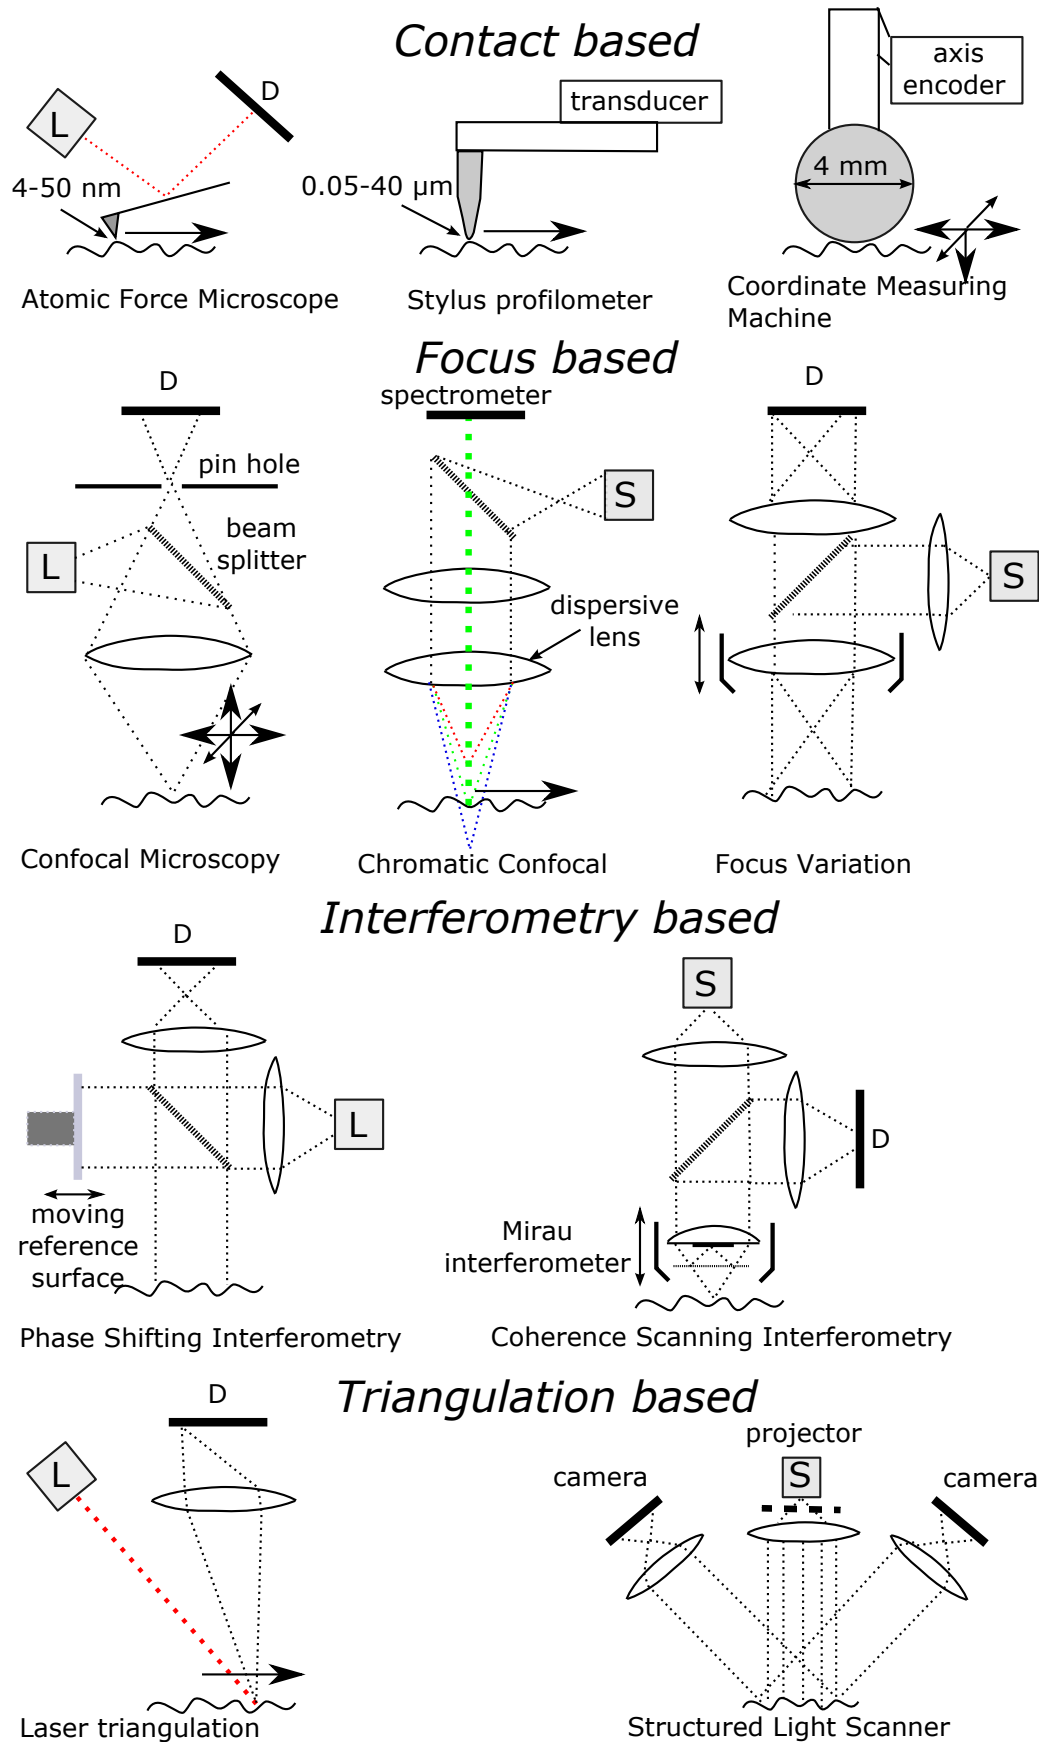 Contact based
L
D
4-50 nm
Atomic Force Microscope
transducer
0.05-40 µm
Stylus profilometer
axis
encoder
4 mm
Coordinate Measuring
Machine
Focus based
D
pin hole
beam
splitter
L
Confocal Microscopy
spectrometer
S
dispersive
lens
Chromatic Confocal
D
S
Focus Variation
Interferometry based
D
L
moving
reference
surface
Phase Shifting Interferometry
S
D
Mirau
interferometer
Coherence Scanning Interferometry
Triangulation based
D
L
Laser triangulation
projector
S
camera
camera
Structured Light Scanner